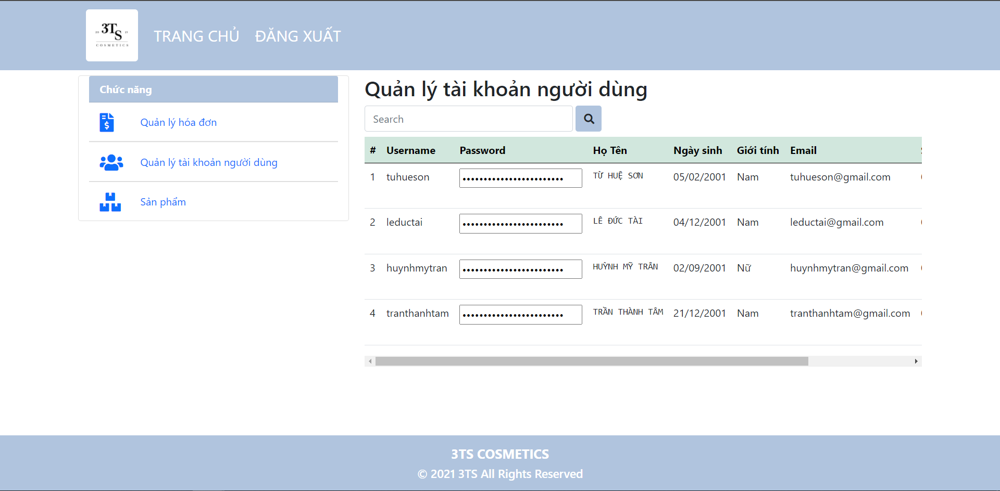 20 3TS 21
COSMETICS
TRANG CHỦ ĐĂNG XUẤT
Chức năng
Quản lý hóa đơn
Quản lý tài khoản người dùng
Sản phẩm
Quản lý tài khoản người dùng
Search
# Username Password Họ Tên Ngày sinh Giới tính Email
1 tuhueson •••••••••••••••••••••••• TỪ HUỆ SƠN 05/02/2001 Nam tuhueson@gmail.com
2 leductai •••••••••••••••••••••••• LÊ ĐỨC TÀI 04/12/2001 Nam leductai@gmail.com
3 huynhmytran •••••••••••••••••••••••• HUỲNH MỸ TRÂN 02/09/2001 Nữ huynhmytran@gmail.com
4 tranthanhtam •••••••••••••••••••••••• TRẦN THÀNH TÂM 21/12/2001 Nam tranthanhtam@gmail.com
3TS COSMETICS
© 2021 3TS All Rights Reserved